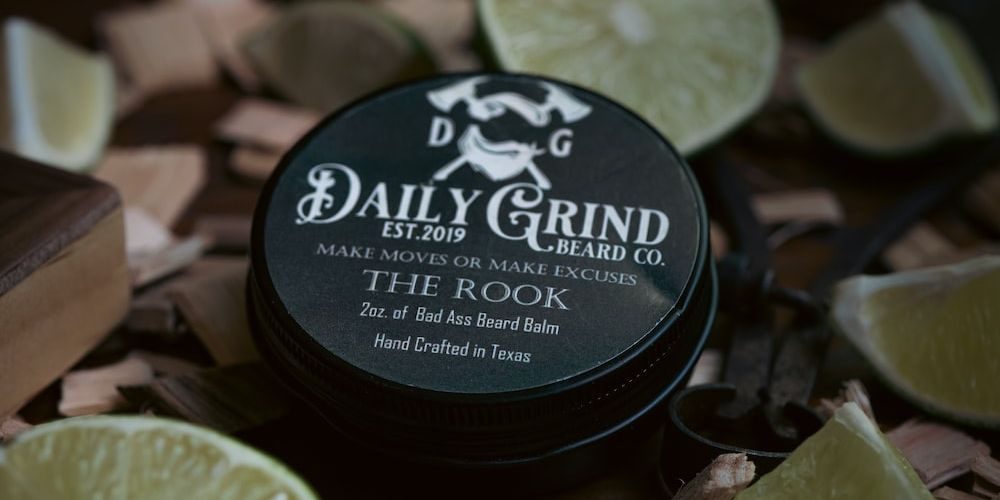 D G
DAILY GRIND
EST.2019
BEARD CO.
MAKE MOVES OR MAKE EXCUSES
THE ROOK
2oz. of Bad Ass Beard Balm
Hand Crafted in Texas